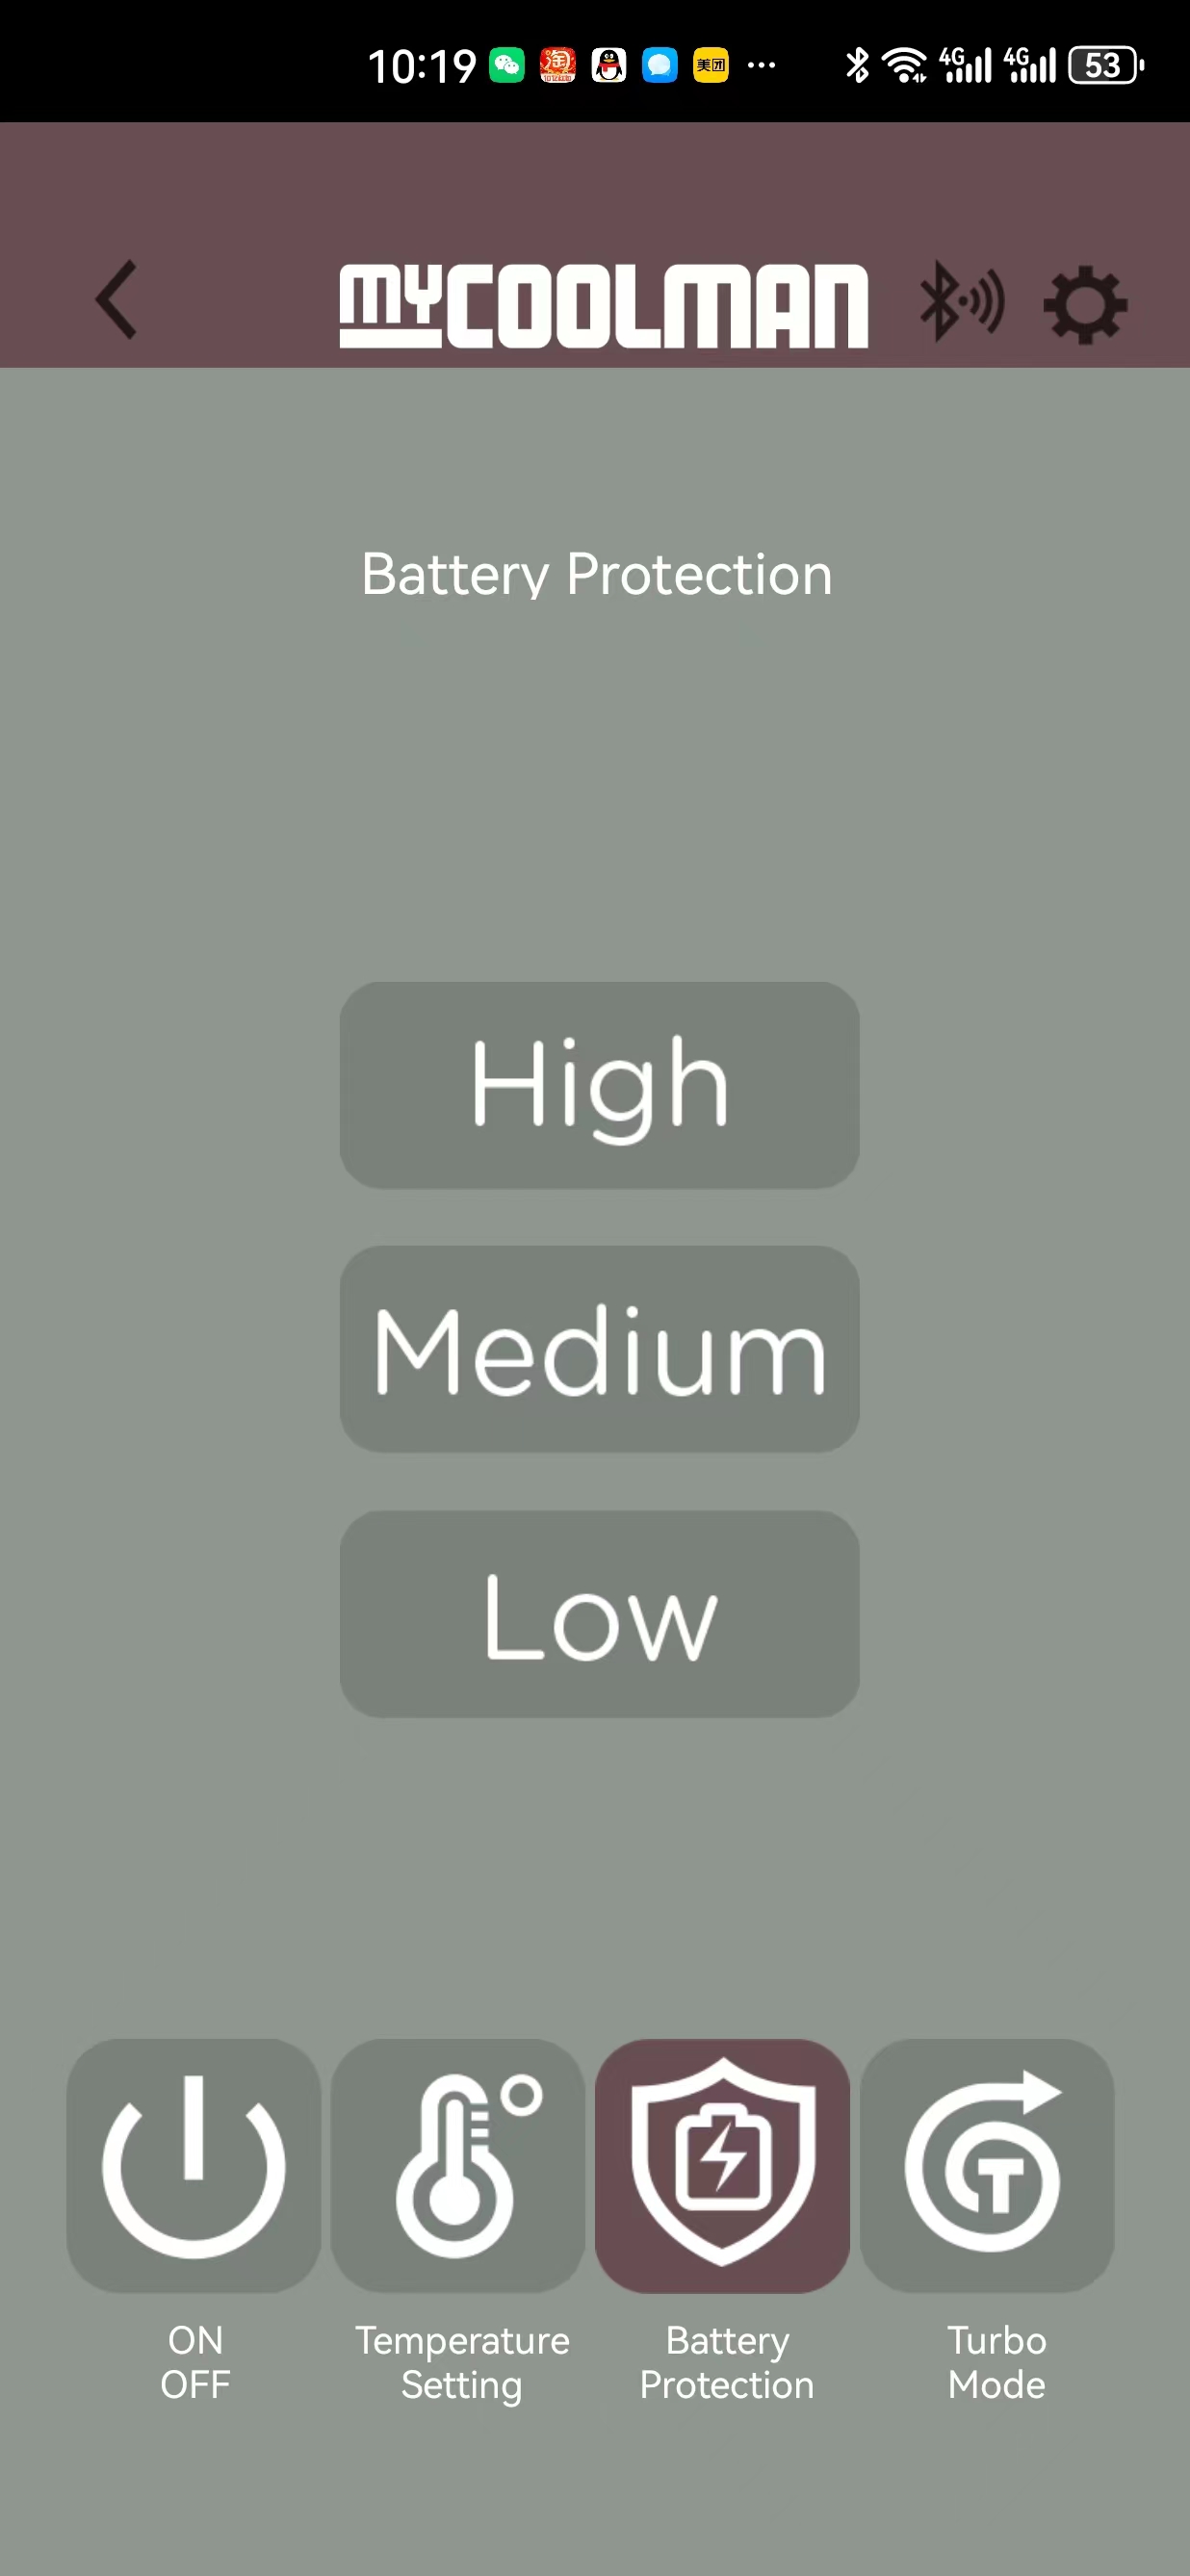 10:19
淘
美团
4G
4G
53
MYCOOLMAN
Battery Protection
High
Medium
Low
ON
OFF
Temperature
Setting
Battery
Protection
T
Turbo
Mode